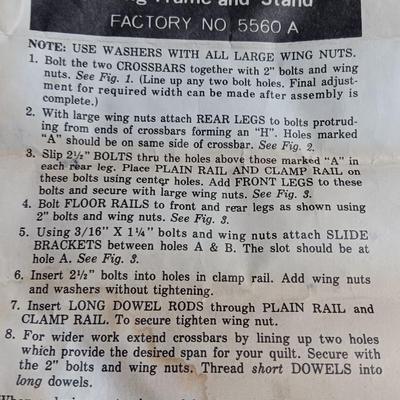 Frame and Stand
FACTORY NO 5560 A
NOTE: USE WASHERS WITH ALL LARGE WING NUTS.
1. Bolt the two CROSSBARS together with 2" bolts and wing
nuts. See Fig. 1. (Line up any two bolt holes. Final adjust-
ment for required width can be made after assembly is
complete.)
2. With large wing nuts attach REAR LEGS to bolts protrud-
ing from ends of crossbars forming an "H". Holes marked
"A" should be on same side of crossbar. See Fig. 2.
3. Slip 2½" BOLTS thru the holes above those marked "A" in
each rear leg. Place PLAIN RAIL AND CLAMP RAIL on
these bolts using center holes. Add FRONT LEGS to these
bolts and secure with large wing nuts. See Fig. 3.
4. Bolt FLOOR RAILS to front and rear legs as shown using
2" bolts and wing nuts. See Fig. 3.
5. Using 3/16" X 1¼" bolts and wing nuts attach SLIDE
BRACKETS between holes A & B. The slot should be at
hole A. See Fig. 3.
6. Insert 2½" bolts into holes in clamp rail. Add wing nuts
and washers without tightening.
7. Insert LONG DOWEL RODS through PLAIN RAIL and
CLAMP RAIL. To secure tighten wing nut.
8. For wider work extend crossbars by lining up two holes
which provide the desired span for your quilt. Secure with
the 2" bolts and wing nuts. Thread short DOWELS into
long dowels.